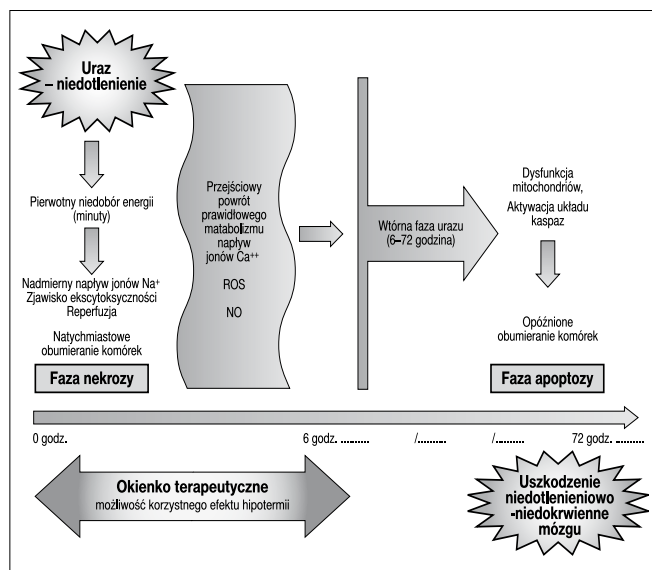 Uraz
– niedotlenienie
Pierwotny niedobór energii
(minuty)
Nadmierny napływ jonów Na⁺
Zjawisko ekscytoksyczności
Reperfuzja
Natychmiastowe
obumieranie komórek
Faza nekrozy
Przejściowy
powrót
prawidłowego
matabolizmu
napływ
jonów Ca⁺⁺
ROS
NO
Wtórna faza urazu
(6–72 godzina)
Dysfunkcja
mitochondriów,
Aktywacja układu
kaspaz
Opóźnione
obumieranie komórek
Faza apoptozy
0 godz. 6 godz. .......... /......... /......... 72 godz. .........
Okienko terapeutyczne
możliwość korzystnego efektu hipotermii
Uszkodzenie
niedotlenieniowo
-niedokrwienne
mózgu